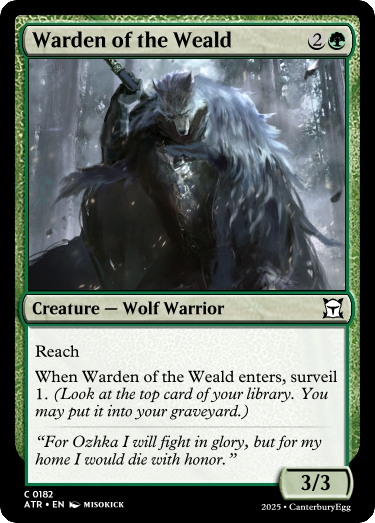 Warden of the Weald 2
Creature — Wolf Warrior
Reach
When Warden of the Weald enters, surveil
1. (Look at the top card of your library. You
may put it into your graveyard.)
“For Ozhka I will fight in glory, but for my
home I would die with honor.”
3/3
C 0182
ATR • EN MISOKICK
2025 • CanterburyEgg